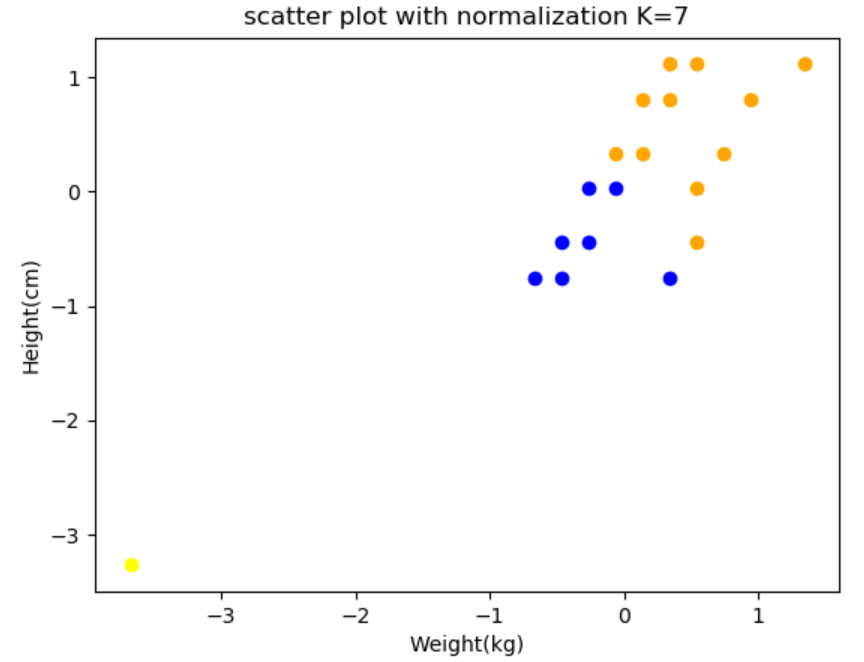 scatter plot with normalization K=7
1
0
−1
−2
−3
Height(cm)
−3 −2 −1 0 1
Weight(kg)